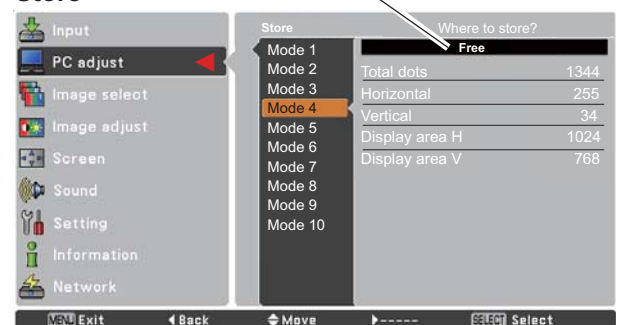 Store
Input
PC adjust
Image select
Image adjust
Screen
Sound
Setting
Information
Network
Store
Mode 1
Mode 2
Mode 3
Mode 4
Mode 5
Mode 6
Mode 7
Mode 8
Mode 9
Mode 10
Where to store?
Free
Total dots 1344
Horizontal 255
Vertical 34
Display area H 1024
Display area V 768
MENU Exit Back Move ----- SELECT Select